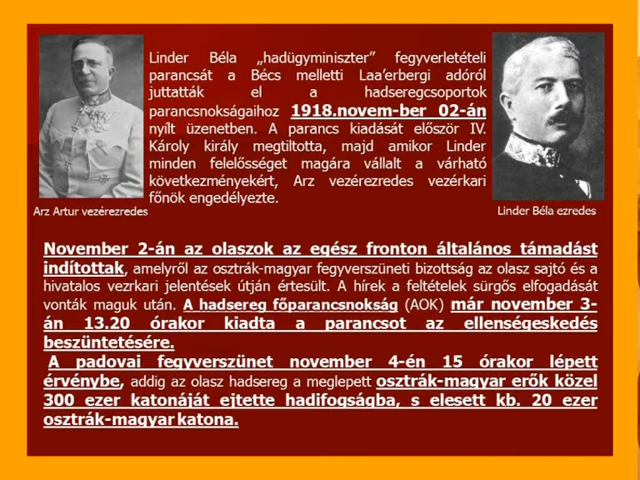 Linder Béla „hadügyminiszter” fegyverletételi
parancsát a Bécs melletti Laa’erbergi adóról
juttatták el a hadseregcsoportok
parancsnokságaihoz 1918.novem-ber 02-án
nyílt üzenetben. A parancs kiadását először IV.
Károly király megtiltotta, majd amikor Linder
minden felelősséget magára vállalt a várható
következményekért, Arz vezérezredes vezérkari
főnök engedélyezte.
Arz Artur vezérezredes
Linder Béla ezredes
November 2-án az olaszok az egész fronton általános támadást
indítottak, amelyről az osztrák-magyar fegyverszüneti bizottság az olasz sajtó és a
hivatalos vezrkari jelentések útján értesült. A hírek a feltételek sürgős elfogadását
vonták maguk után. A hadsereg főparancsnokság (AOK) már november 3-
án 13.20 órakor kiadta a parancsot az ellenségeskedés
beszüntetésére.
A padovai fegyverszünet november 4-én 15 órakor lépett
érvénybe, addig az olasz hadsereg a meglepett osztrák-magyar erők közel
300 ezer katonáját ejtette hadifogságba, s elesett kb. 20 ezer
osztrák-magyar katona.